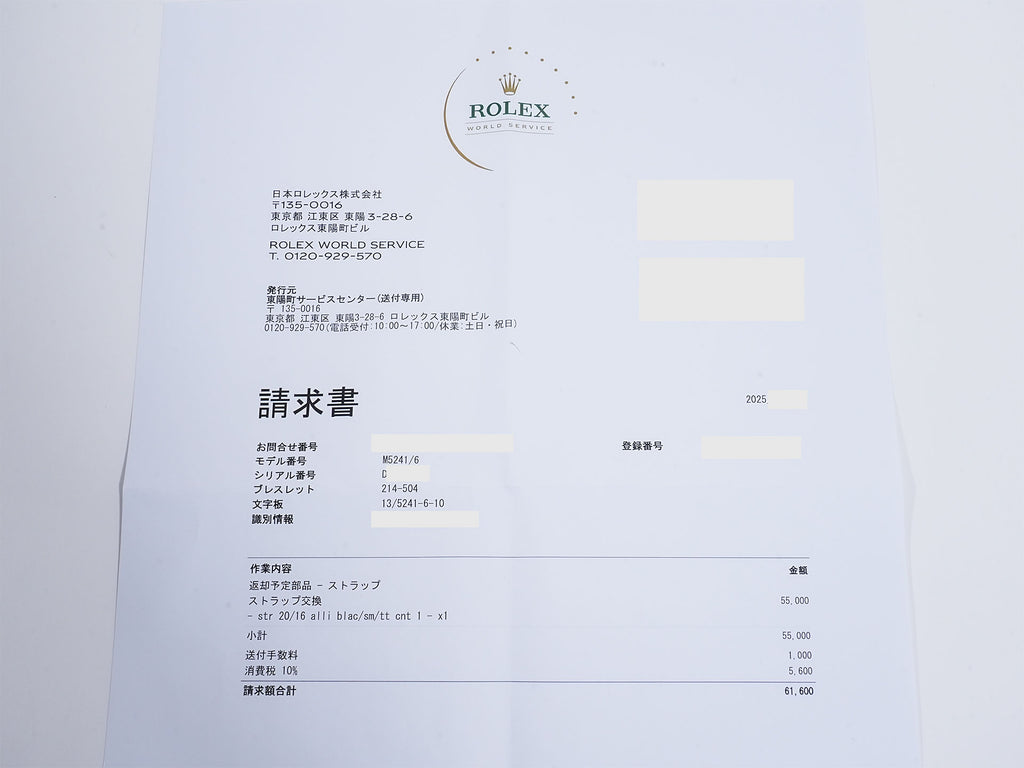 ROLEX
WORLD SERVICE
日本ロレックス株式会社
〒135-0016
東京都 江東区 東陽 3-28-6
ロレックス東陽町ビル
ROLEX WORLD SERVICE
T. 0120-929-570
発行元
東陽町サービスセンター(送付専用)
〒 135-0016
東京都 江東区 東陽3-28-6 ロレックス東陽町ビル
0120-929-570(電話受付:10:00～17:00/休業:土日・祝日)
請求書
2025
お問合せ番号
登録番号
モデル番号 M5241/6
シリアル番号 D
ブレスレット 214-504
文字板 13/5241-6-10
識別情報
作業内容 金額
返却予定部品 - ストラップ
ストラップ交換 55,000
- str 20/16 alli blac/sm/tt cnt 1 - x1
小計 55,000
送付手数料 1,000
消費税 10% 5,600
請求額合計 61,600